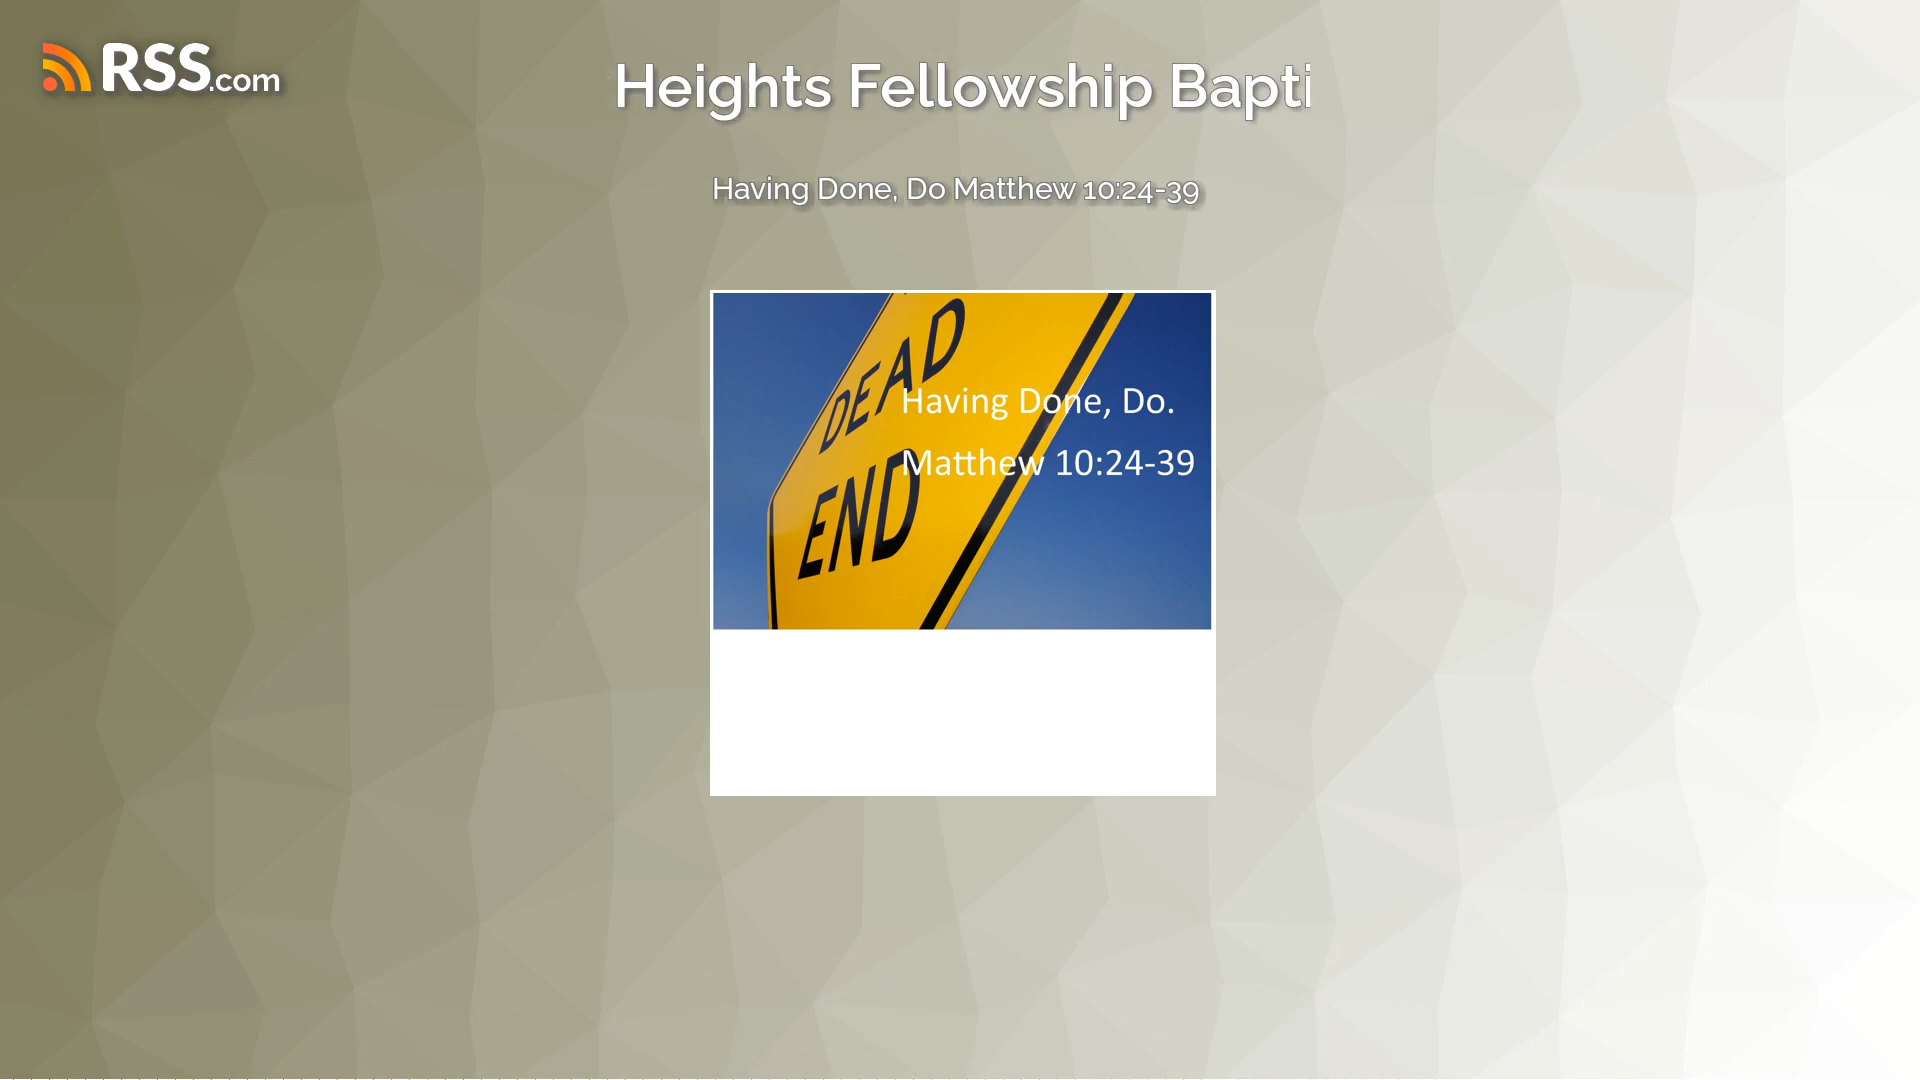 RSS.com
Heights Fellowship Bapti
Having Done, Do Matthew 10:24-39
DEAD
END
Having Done, Do.
Matthew 10:24-39